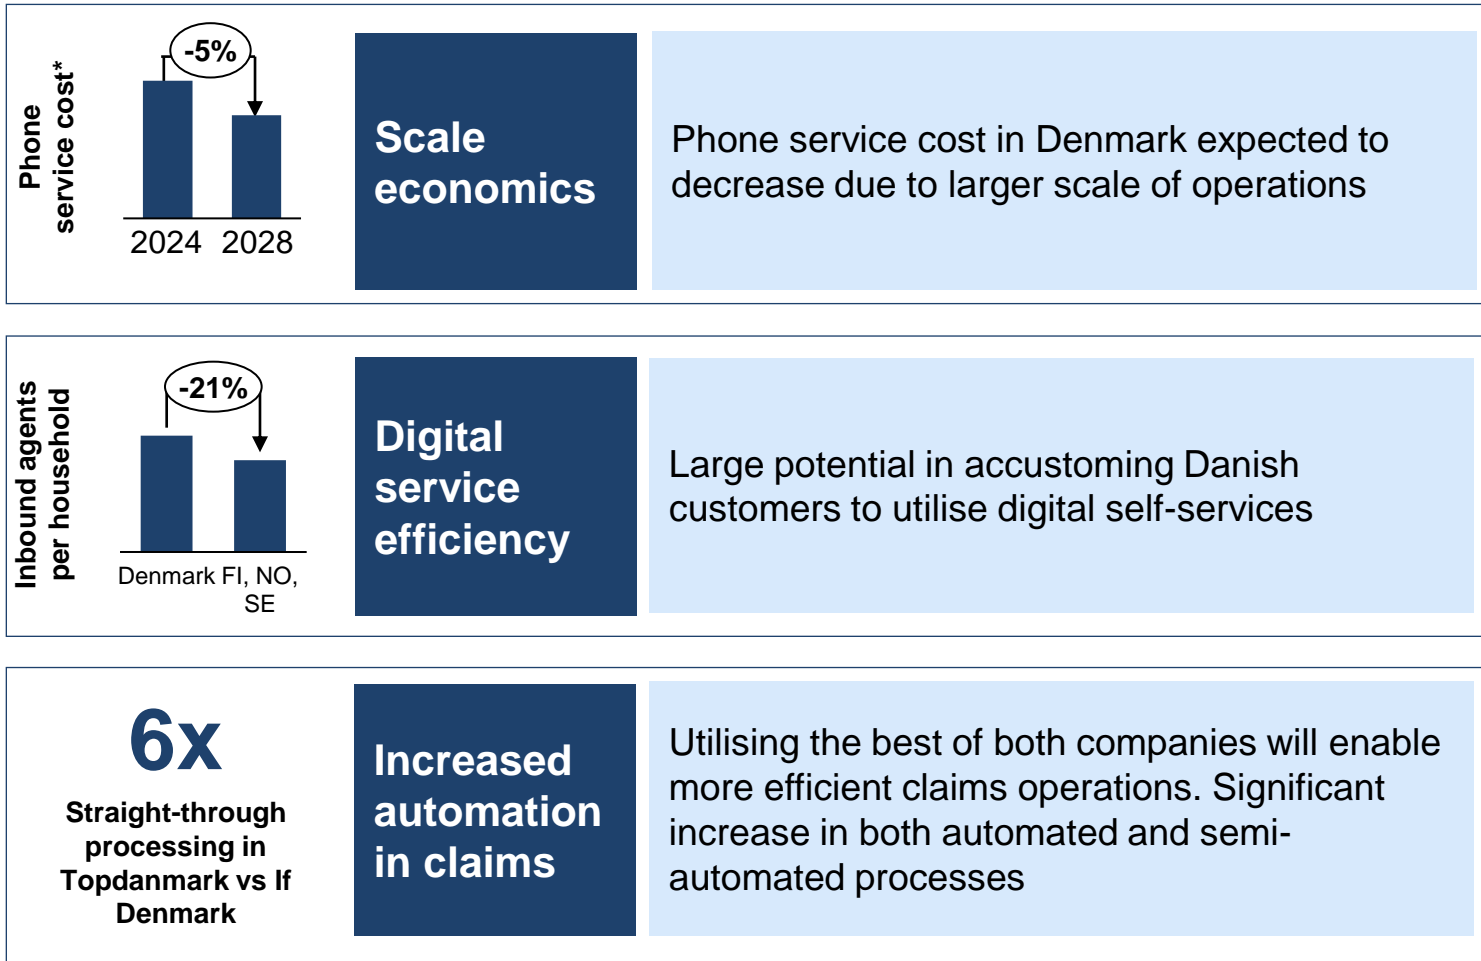 Phone
service cost*
-5%
2024 2028
Scale
economics
Phone service cost in Denmark expected to
decrease due to larger scale of operations
Inbound agents
per household
-21%
Denmark FI, NO,
SE
Digital
service
efficiency
Large potential in accustoming Danish
customers to utilise digital self-services
6x
Straight-through
processing in
Topdanmark vs If
Denmark
Increased
automation
in claims
Utilising the best of both companies will enable
more efficient claims operations. Significant
increase in both automated and semi-
automated processes